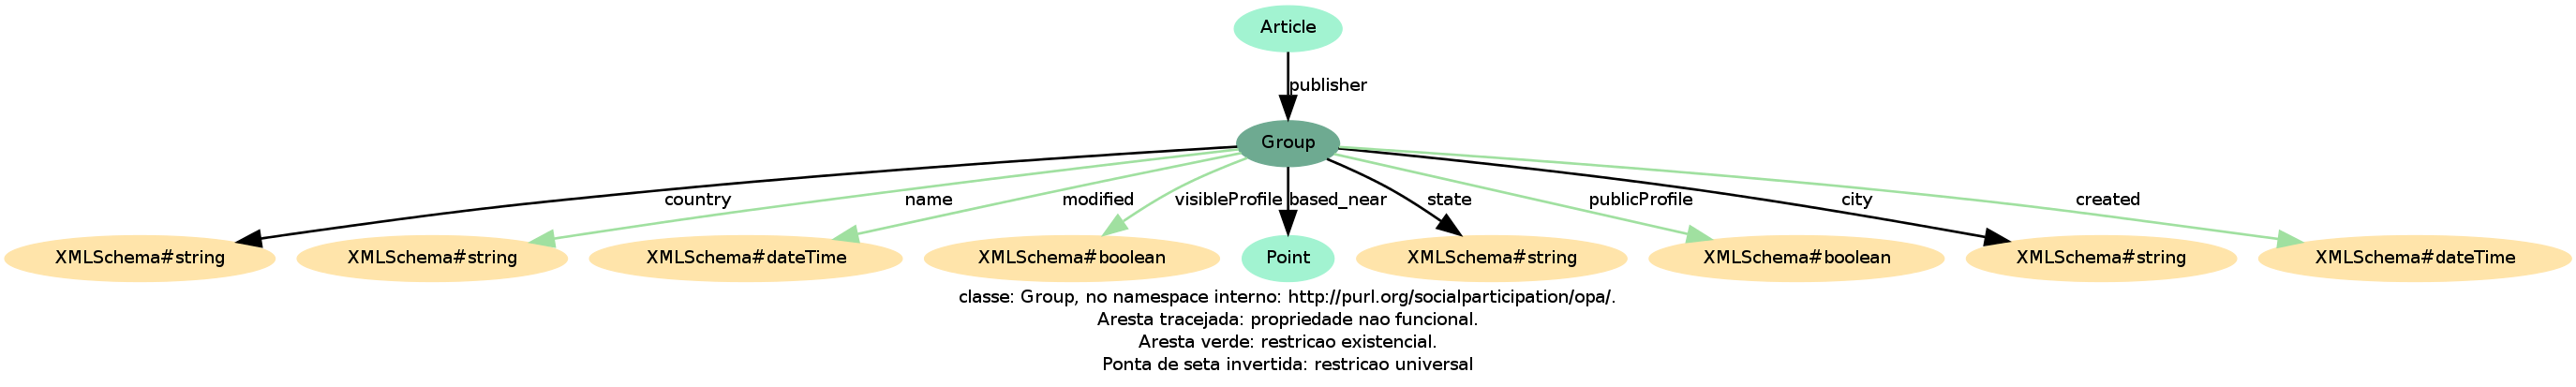 Article
publisher
Group
country
name
modified
visibleProfile
based_near
state
publicProfile
city
created
XMLSchema#string
XMLSchema#string
XMLSchema#dateTime
XMLSchema#boolean
Point
XMLSchema#string
XMLSchema#boolean
XMLSchema#string
XMLSchema#dateTime
classe: Group, no namespace interno: http://purl.org/socialparticipation/opa/.
Aresta tracejada: propriedade nao funcional.
Aresta verde: restricao existencial.
Ponta de seta invertida: restricao universal